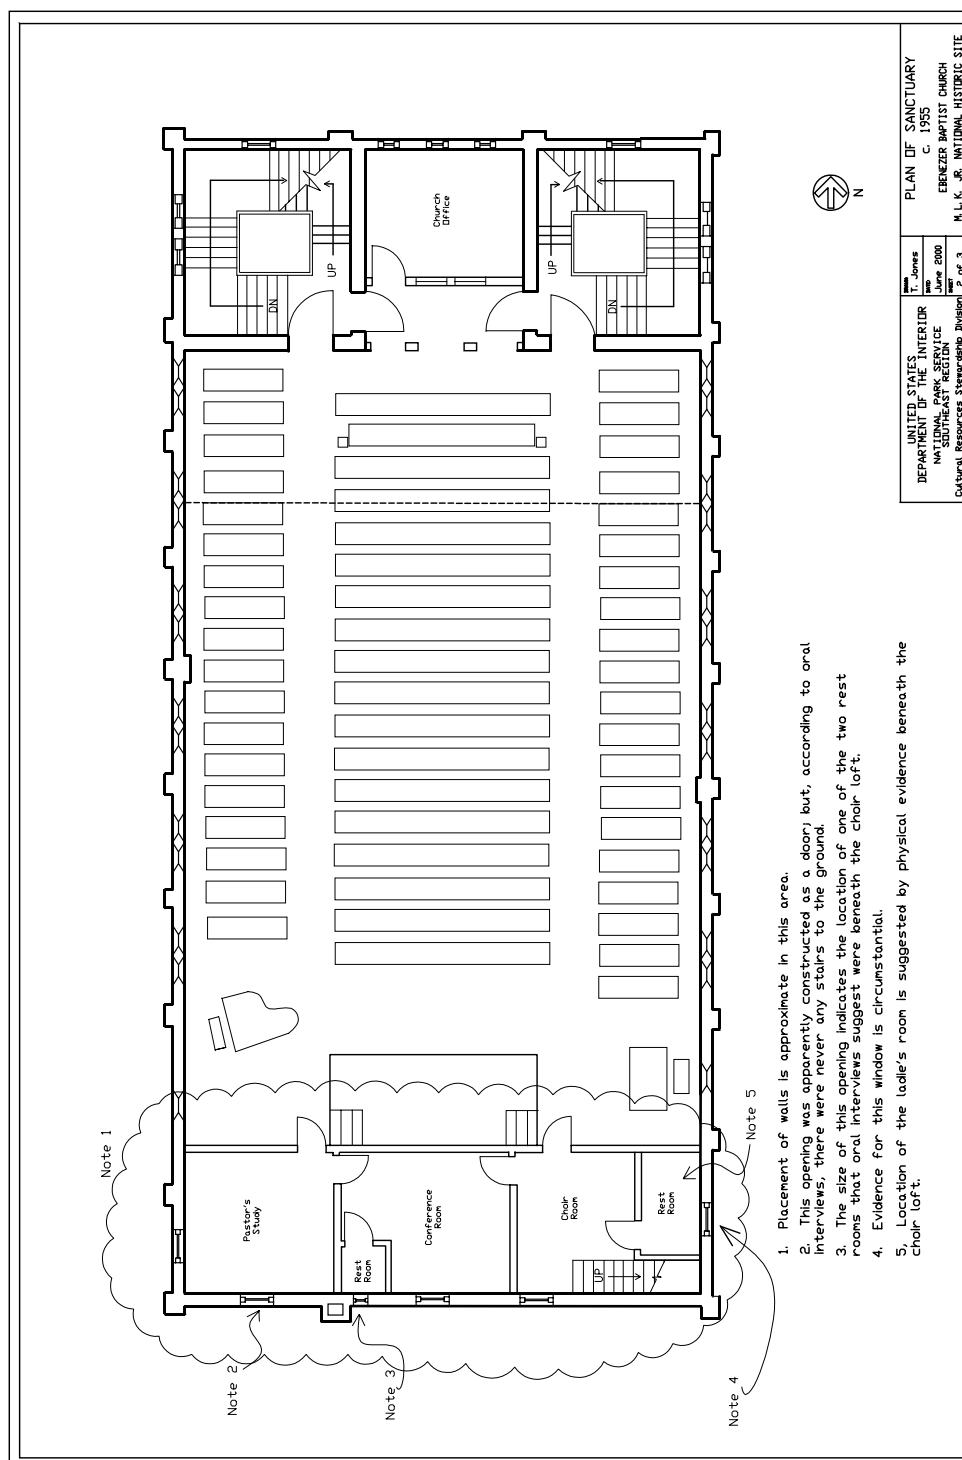 PLAN OF SANCTUARY
C. 1955
EBENEZER BAPTIST CHURCH
M. L. K. JR. NATIONAL HISTORIC SITE
T. Jones
June 2000
2 of 3
UNITED STATES
DEPARTMENT OF THE INTERIOR
NATIONAL PARK SERVICE
SOUTHEAST REGION
Cultural Resources Stewardship Division
N
Church
Office
UP
DN
UP
DN
Pastor's
Study
Rest
Room
Conference
Room
Choir
Room
Rest
Room
UP
Note 1
Note 2
Note 3
Note 4
Note 5
1. Placement of walls is approximate in this area.
2. This opening was apparently constructed as a door; but, according to oral
interviews, there were never any stairs to the ground.
3. The size of this opening indicates the location of one of the two rest
rooms that oral interviews suggest were beneath the choir loft.
4. Evidence for this window is circumstantial.
5, Location of the ladie's room is suggested by physical evidence beneath the
choir loft.